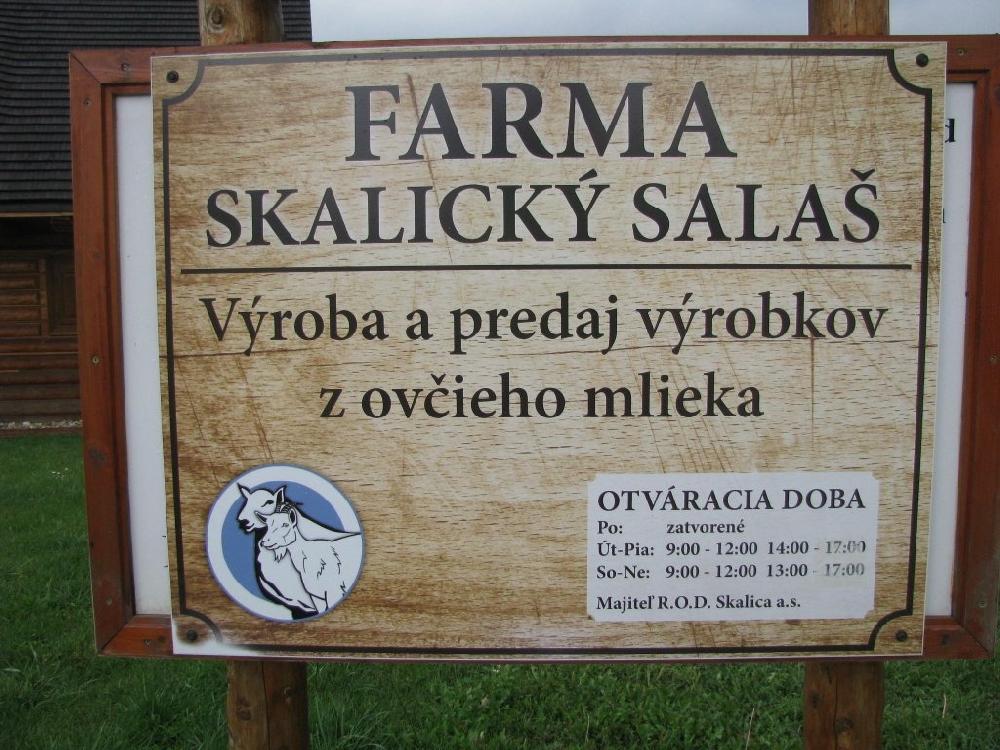 FARMA
SKALICKÝ SALAŠ
Výroba a predaj výrobkov
z ovčieho mlieka
OTVÁRACIA DOBA
Po: zatvorené
Út-Pia: 9:00 - 12:00 14:00 - 17:00
So-Ne: 9:00 - 12:00 13:00 - 17:00
Majiteľ R.O.D. Skalica a.s.